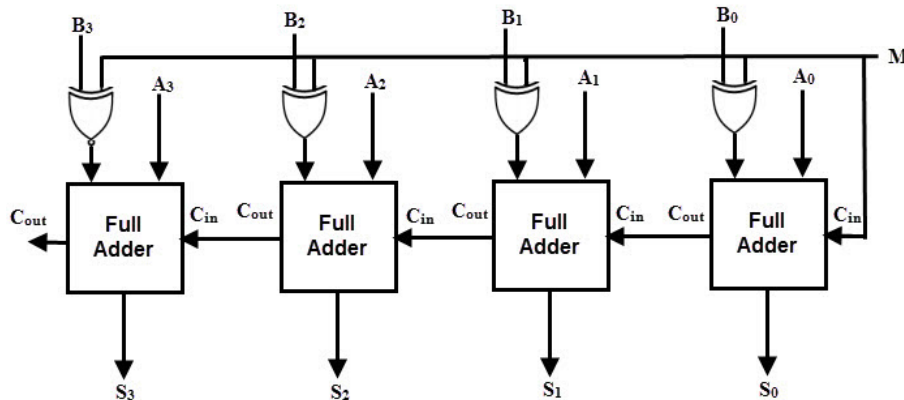 B3 B2 B1 B0
M
A3 A2 A1 A0
Cout Full Adder Cin Cout Full Adder Cin Cout Full Adder Cin Cout Full Adder Cin
S3 S2 S1 S0